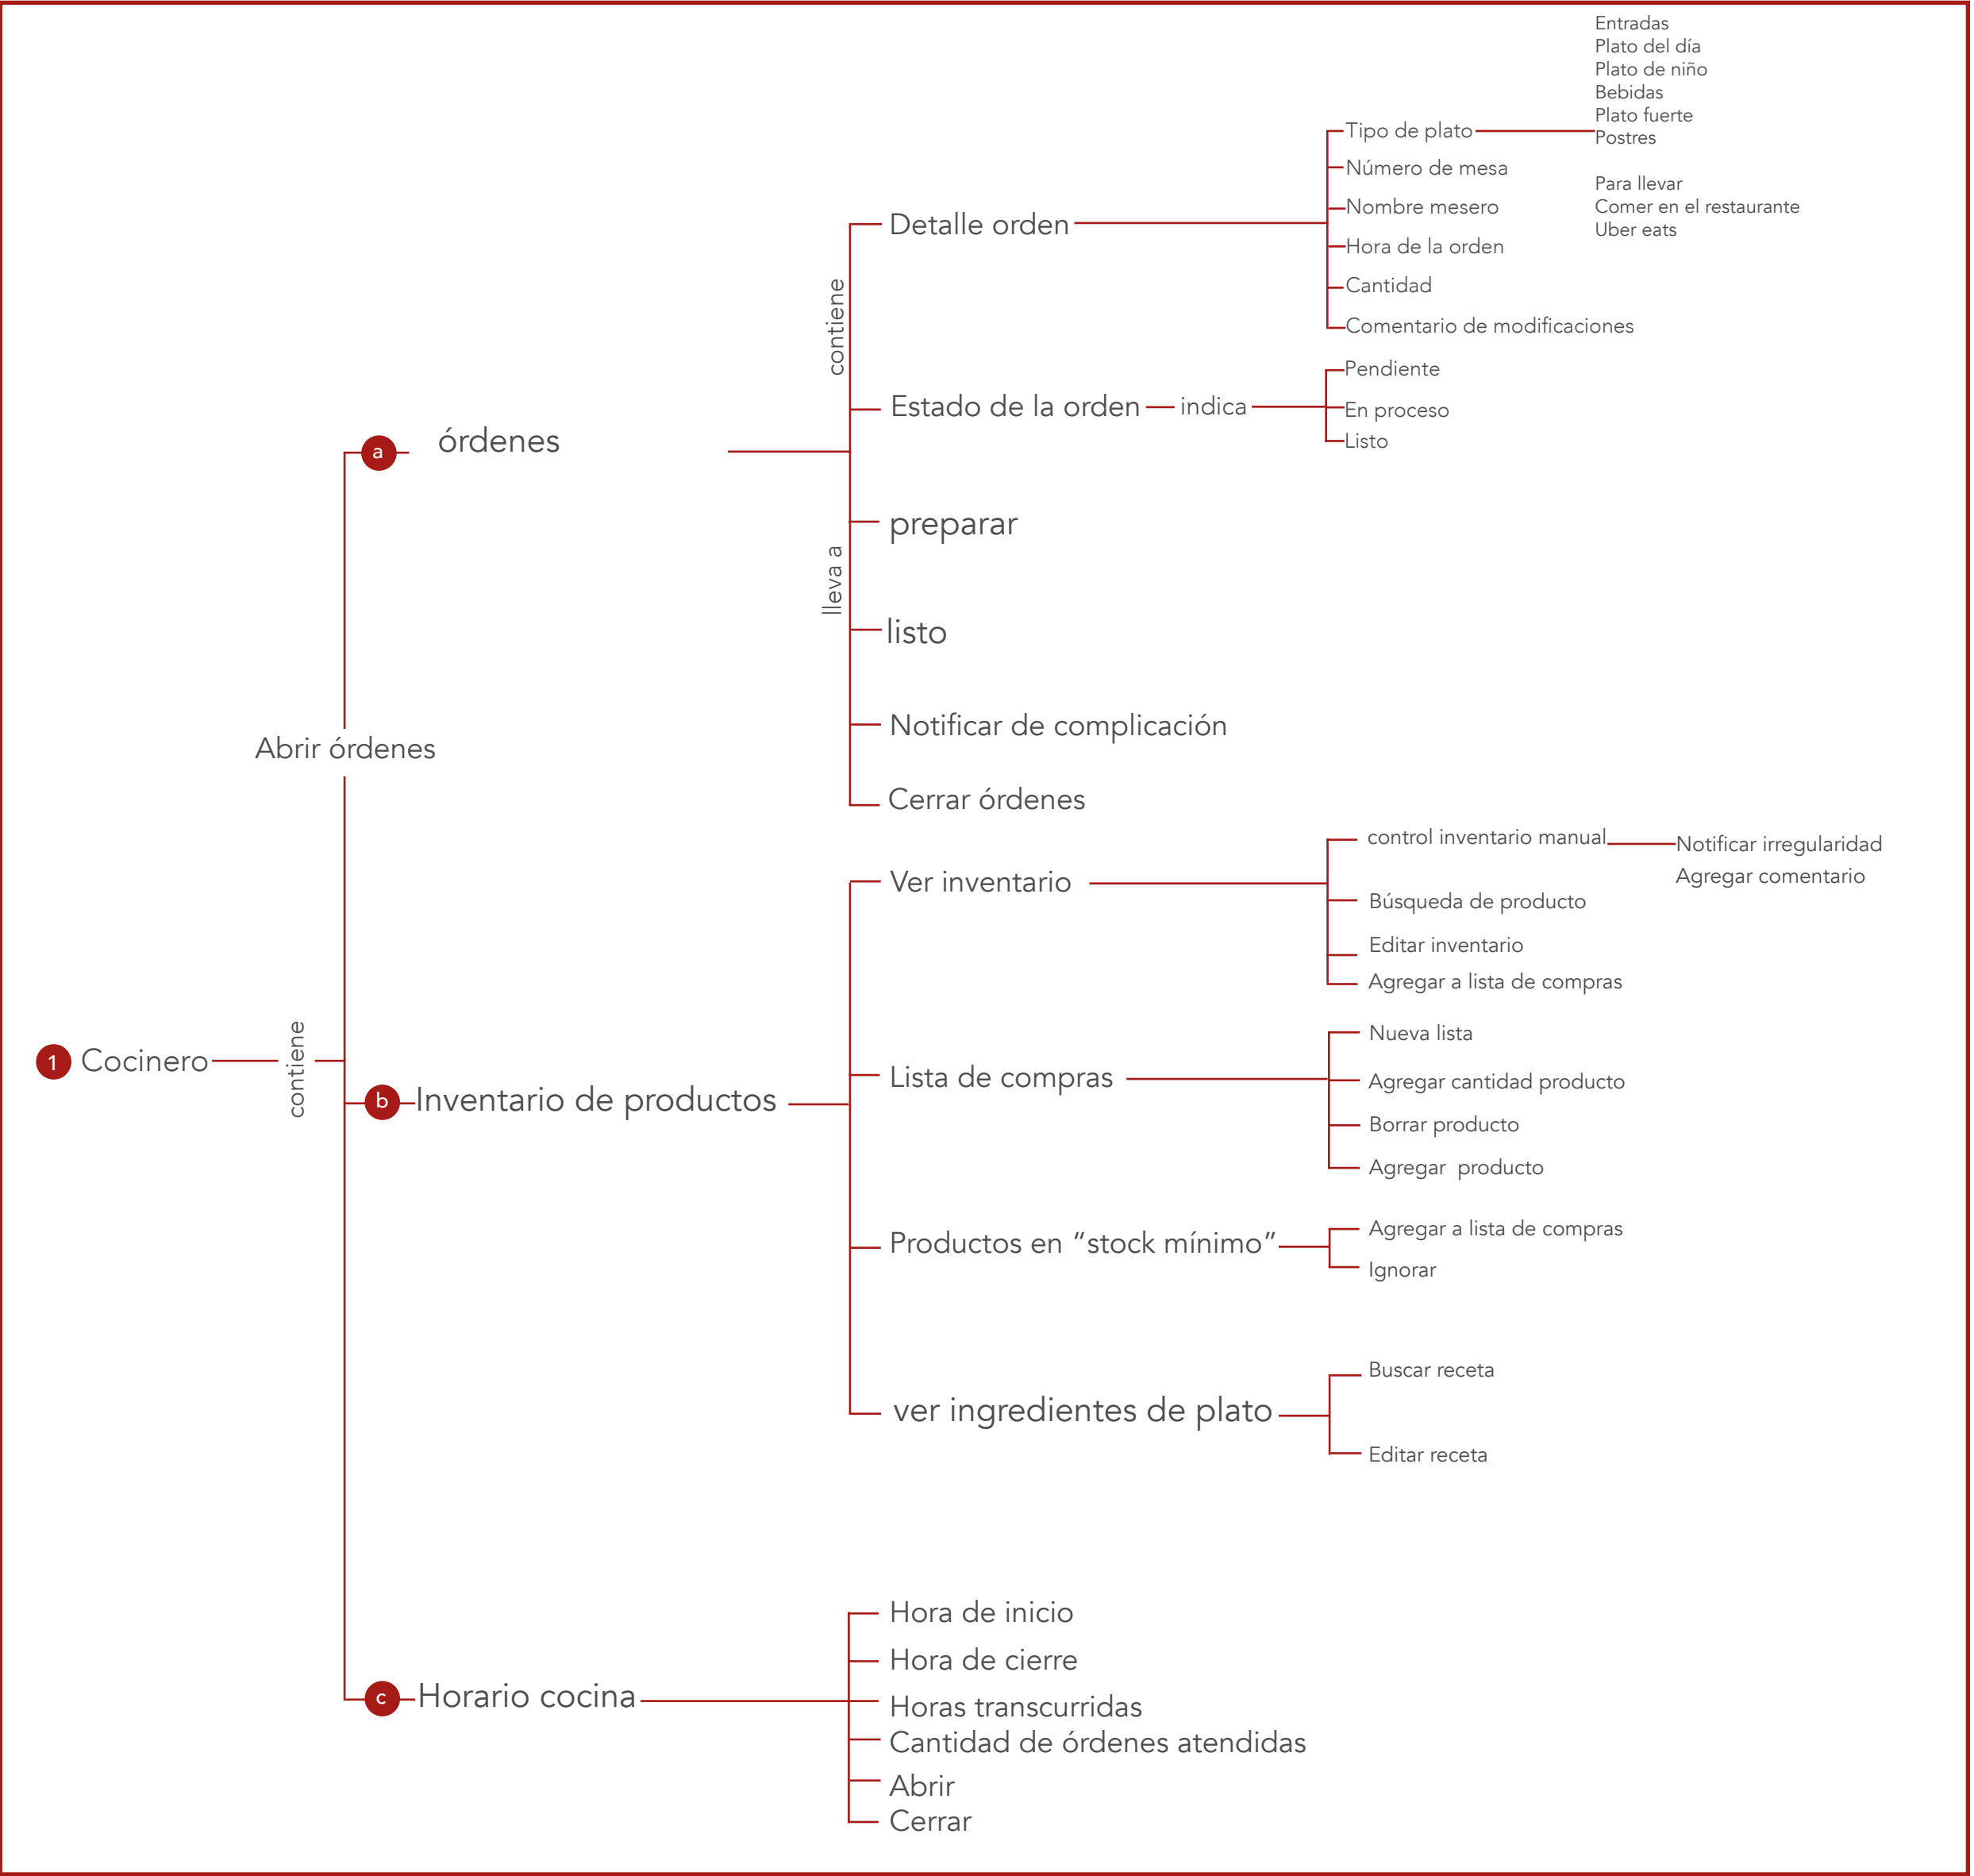 1 Cocinero
contiene
Abrir órdenes
a órdenes
contiene
lleva a
Detalle orden
Tipo de plato
Entradas
Plato del día
Plato de niño
Bebidas
Plato fuerte
Postres
Para llevar
Comer en el restaurante
Uber eats
Número de mesa
Nombre mesero
Hora de la orden
Cantidad
Comentario de modificaciones
Estado de la orden indica
Pendiente
En proceso
Listo
preparar
listo
Notificar de complicación
Cerrar órdenes
b Inventario de productos
Ver inventario
control inventario manual
Notificar irregularidad
Agregar comentario
Búsqueda de producto
Editar inventario
Agregar a lista de compras
Lista de compras
Nueva lista
Agregar cantidad producto
Borrar producto
Agregar  producto
Productos en “stock mínimo”
Agregar a lista de compras
Ignorar
ver ingredientes de plato
Buscar receta
Editar receta
c Horario cocina
Hora de inicio
Hora de cierre
Horas transcurridas
Cantidad de órdenes atendidas
Abrir
Cerrar